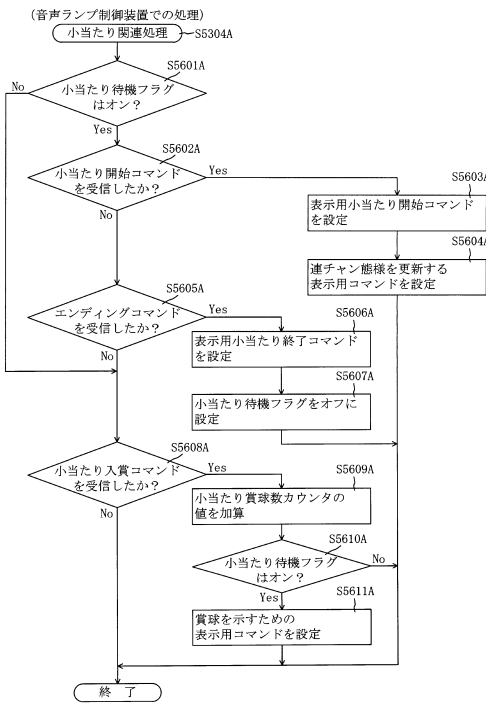 (音声ランプ制御装置での処理)
小当たり関連処理
S5304A
S5601A
No
小当たり待機フラグ
はオン?
Yes
S5602A
小当たり開始コマンド
を受信したか?
Yes
No
S5603A
表示用小当たり開始コマンド
を設定
S5604A
連チャン態様を更新する
表示用コマンドを設定
S5605A
エンディングコマンド
を受信したか?
Yes
No
S5606A
表示用小当たり終了コマンド
を設定
S5607A
小当たり待機フラグをオフに
設定
S5608A
小当たり入賞コマンド
を受信したか?
Yes
No
S5609A
小当たり賞球数カウンタの
値を加算
S5610A
小当たり待機フラグ
はオン?
No
Yes
S5611A
賞球を示すための
表示用コマンドを設定
終 了